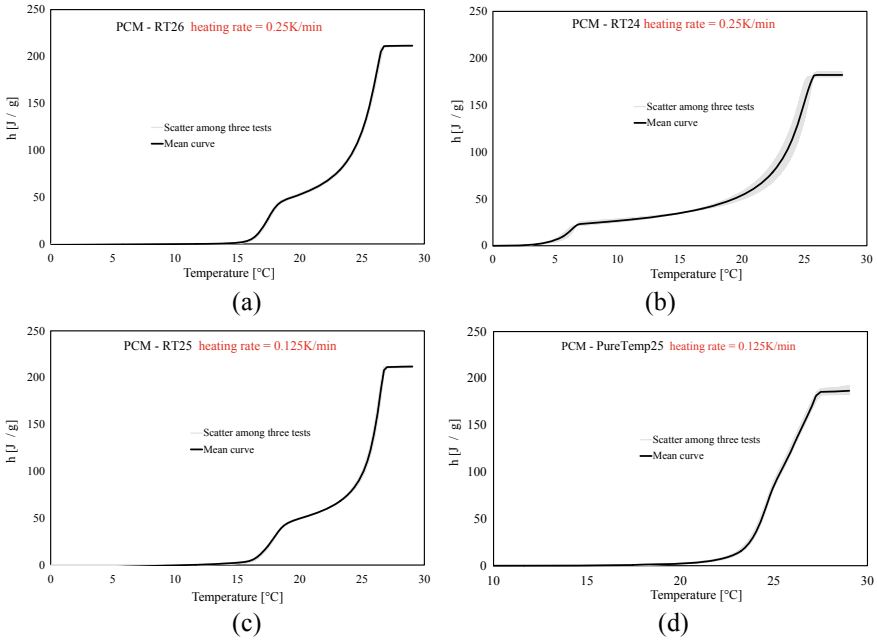 PCM - RT26 heating rate = 0.25K/min
250
200
150
100
50
0
h [J / g]
Scatter among three tests
Mean curve
0 5 10 15 20 25 30
Temperature [°C]
(a)
PCM - RT24 heating rate = 0.25K/min
250
200
150
100
50
0
h [J / g]
Scatter among three tests
Mean curve
0 5 10 15 20 25 30
Temperature [°C]
(b)
PCM - RT25 heating rate = 0.125K/min
250
200
150
100
50
0
h [J / g]
Scatter among three tests
Mean curve
0 5 10 15 20 25 30
Temperature [°C]
(c)
PCM - PureTemp25 heating rate = 0.125K/min
250
200
150
100
50
0
h [J / g]
Scatter among three tests
Mean curve
10 15 20 25 30
Temperature [°C]
(d)